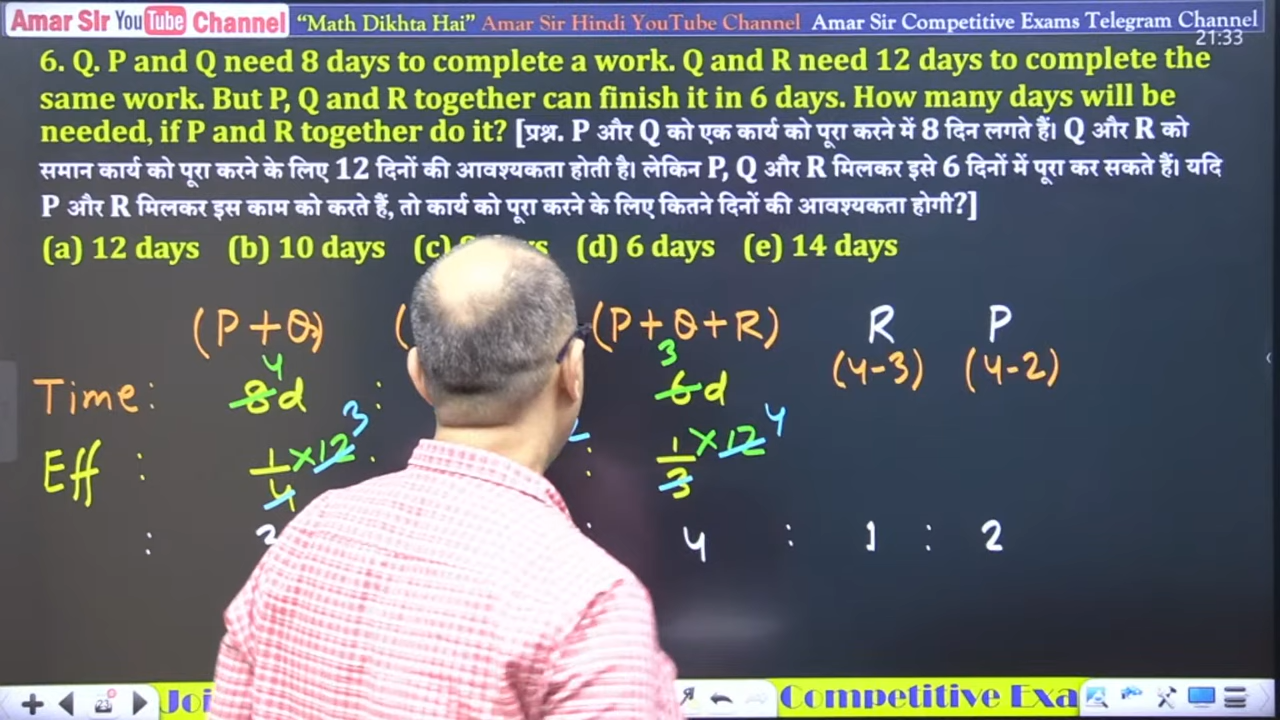 Amar Sir YouTube Channel “Math Dikhta Hai” Amar Sir Hindi YouTube Channel Amar Sir Competitive Exams Telegram Channel
21:33
6. Q. P and Q need 8 days to complete a work. Q and R need 12 days to complete the
same work. But P, Q and R together can finish it in 6 days. How many days will be
needed, if P and R together do it? [प्रश्न. P और Q को एक कार्य को पूरा करने में 8 दिन लगते हैं। Q और R को
समान कार्य को पूरा करने के लिए 12 दिनों की आवश्यकता होती है। लेकिन P, Q और R मिलकर इसे 6 दिनों में पूरा कर सकते हैं। यदि
P और R मिलकर इस काम को करते हैं, तो कार्य को पूरा करने के लिए कितने दिनों की आवश्यकता होगी?]
(a) 12 days (b) 10 days (c) (d) 6 days (e) 14 days
(P+Q) ( (P+Q+R) R P
4 3 (4-3) (4-2)
Time: 8d : 6d
Eff : 1/4 × 12 3 : : 1/3 × 12 4
: : 4 : 1 : 2
23
Competitive Exa